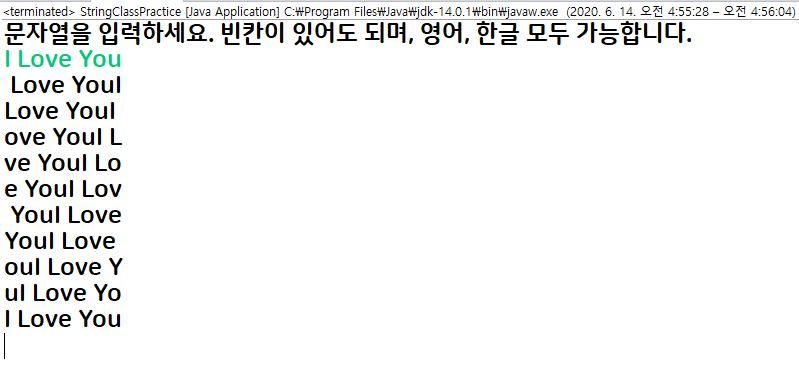 <terminated> StringClassPractice [Java Application] C:₩Program Files₩Java₩jdk-14.0.1₩bin₩javaw.exe (2020. 6. 14. 오전 4:55:28 – 오전 4:56:04)
문자열을 입력하세요. 빈칸이 있어도 되며, 영어, 한글 모두 가능합니다.
I Love You
 Love YouI
Love YouI
ove YouI L
ve YouI Lo
e YouI Lov
 YouI Love
YouI Love
ouI Love Y
uI Love Yo
I Love You